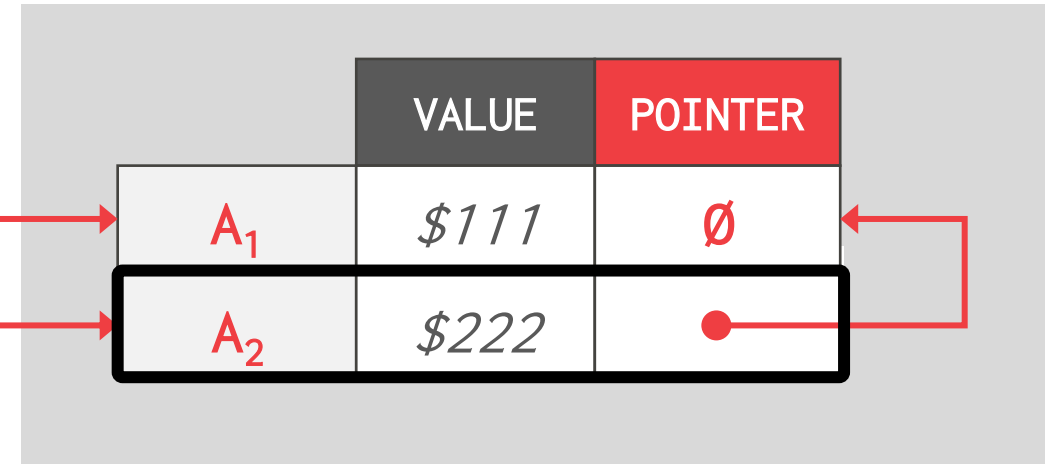 VALUE POINTER
A₁ $111 Ø
A₂ $222